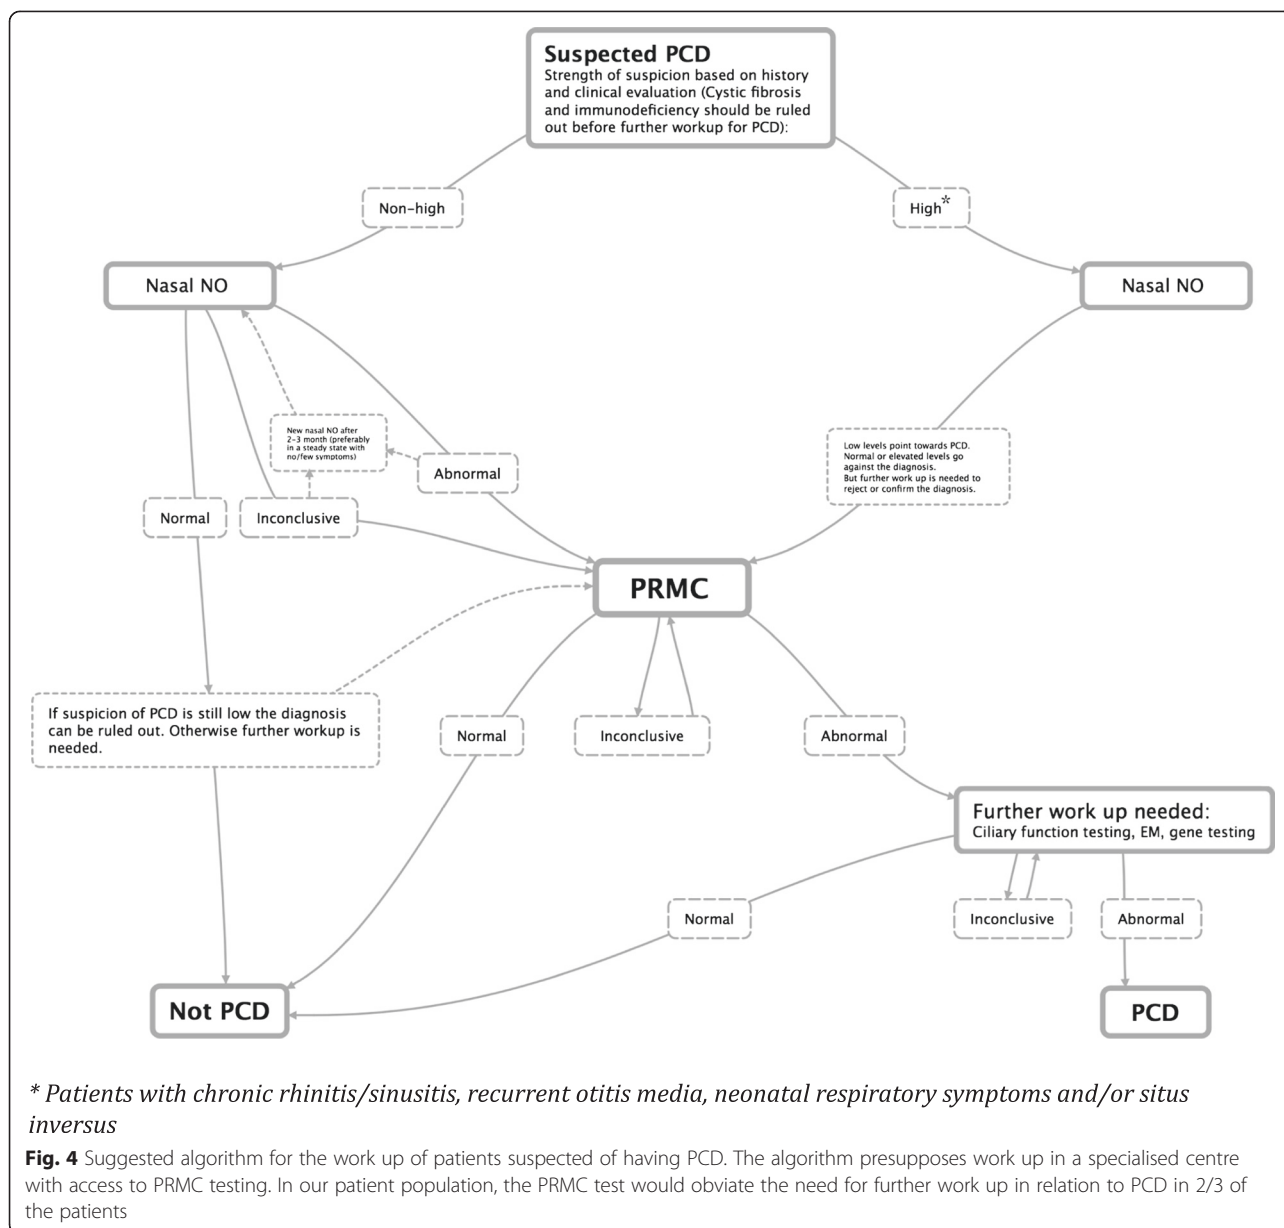 Suspected PCD
Strength of suspicion based on history
and clinical evaluation (Cystic fibrosis
and immunodeficiency should be ruled
out before further workup for PCD):
Non-high
High*
Nasal NO
Nasal NO
New nasal NO after
2-3 month (preferably
in a steady state with
no/few symptoms)
Abnormal
Low levels point towards PCD.
Normal or elevated levels go
against the diagnosis.
But further work up is needed to
reject or confirm the diagnosis.
Normal
Inconclusive
PRMC
If suspicion of PCD is still low the diagnosis
can be ruled out. Otherwise further workup is
needed.
Normal
Inconclusive
Abnormal
Further work up needed:
Ciliary function testing, EM, gene testing
Normal
Inconclusive
Abnormal
Not PCD
PCD
* Patients with chronic rhinitis/sinusitis, recurrent otitis media, neonatal respiratory symptoms and/or situs
inversus
Fig. 4 Suggested algorithm for the work up of patients suspected of having PCD. The algorithm presupposes work up in a specialised centre
with access to PRMC testing. In our patient population, the PRMC test would obviate the need for further work up in relation to PCD in 2/3 of
the patients